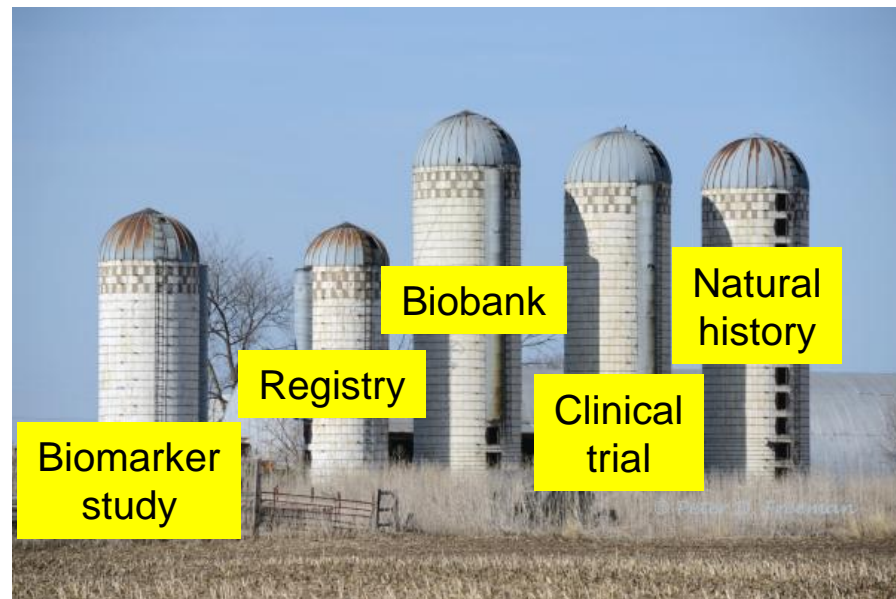 Biobank
Natural
history
Registry
Clinical
trial
Biomarker
study
© Peter D. Freeman